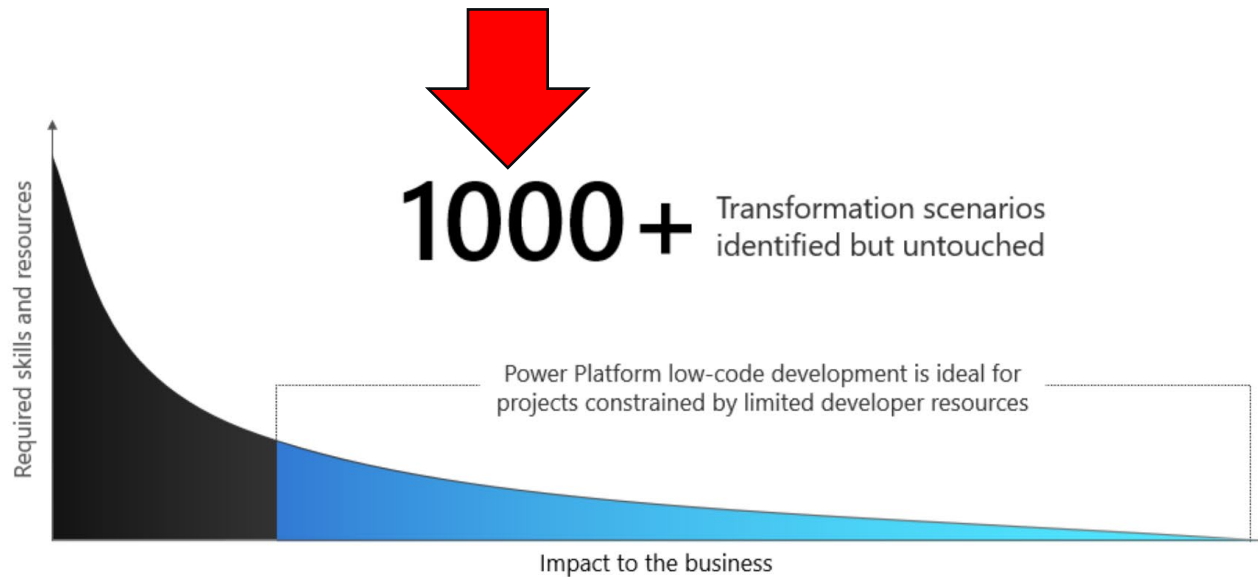 1000 +
Transformation scenarios
identified but untouched
Required skills and resources
Power Platform low-code development is ideal for
projects constrained by limited developer resources
Impact to the business